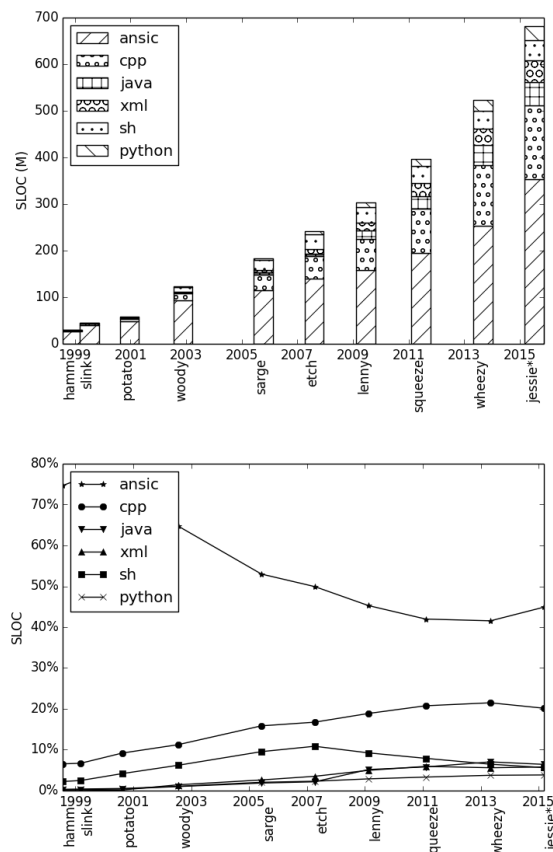 700
600
500
400
300
200
100
0
SLOC (M)
ansic
cpp
java
xml
sh
python
1999
2001
2003
2005
2007
2009
2011
2013
2015
hamm
slink
potato
woody
sarge
etch
lenny
squeeze
wheezy
jessie*
80%
70%
60%
50%
40%
30%
20%
10%
0%
SLOC
ansic
cpp
java
xml
sh
python
1999
2001
2003
2005
2007
2009
2011
2013
2015
hamm
slink
potato
woody
sarge
etch
lenny
squeeze
wheezy
jessie*